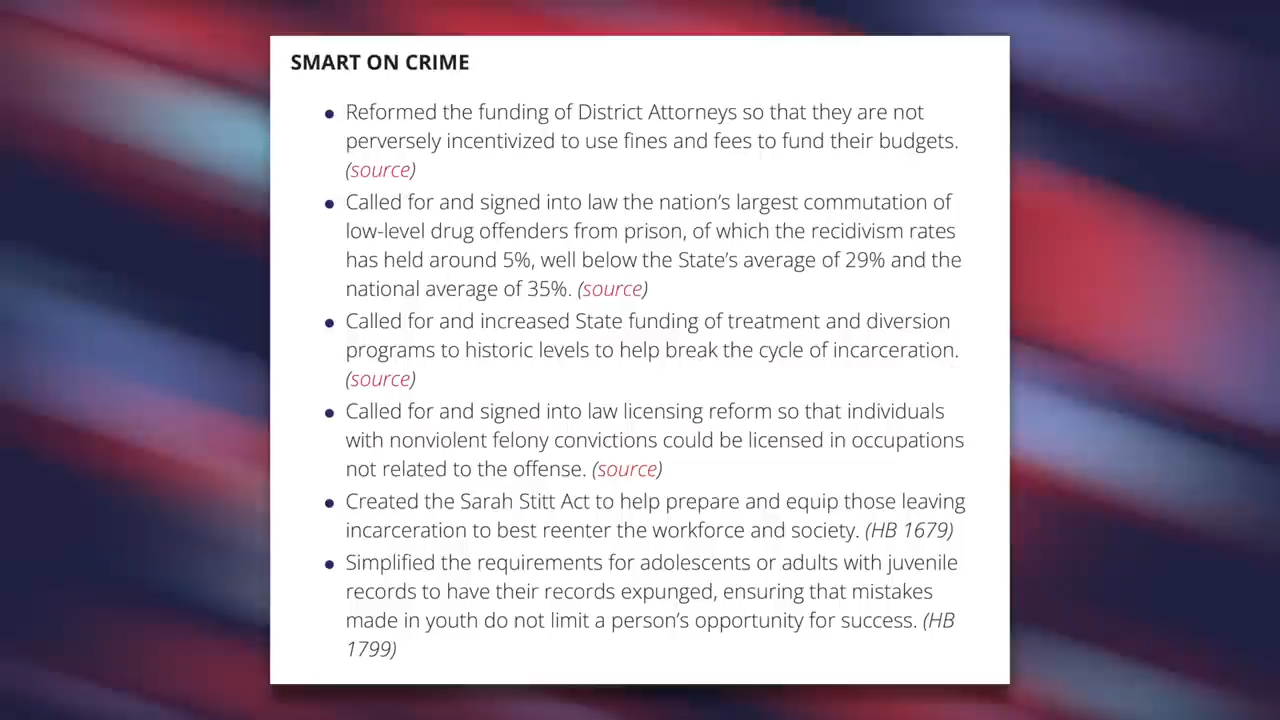 SMART ON CRIME
● Reformed the funding of District Attorneys so that they are not
perversely incentivized to use fines and fees to fund their budgets.
(source)
● Called for and signed into law the nation’s largest commutation of
low-level drug offenders from prison, of which the recidivism rates
has held around 5%, well below the State’s average of 29% and the
national average of 35%. (source)
● Called for and increased State funding of treatment and diversion
programs to historic levels to help break the cycle of incarceration.
(source)
● Called for and signed into law licensing reform so that individuals
with nonviolent felony convictions could be licensed in occupations
not related to the offense. (source)
● Created the Sarah Stitt Act to help prepare and equip those leaving
incarceration to best reenter the workforce and society. (HB 1679)
● Simplified the requirements for adolescents or adults with juvenile
records to have their records expunged, ensuring that mistakes
made in youth do not limit a person’s opportunity for success. (HB
1799)